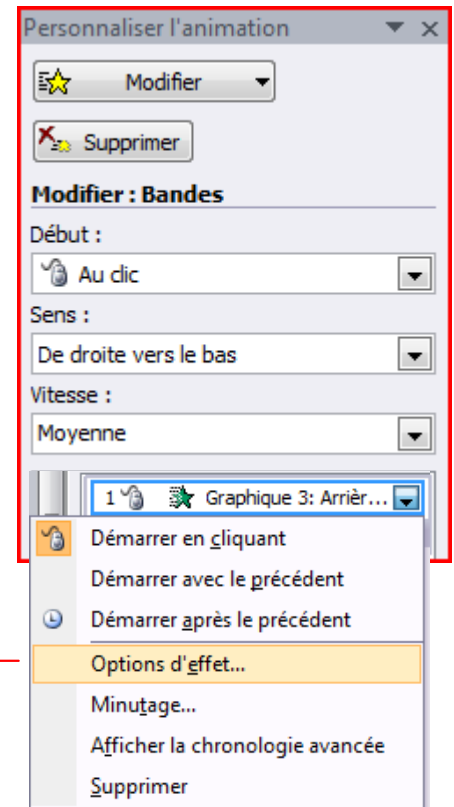 Personnaliser l'animation
Modifier
Supprimer
Modifier : Bandes
Début :
Au clic
Sens :
De droite vers le bas
Vitesse :
Moyenne
1 Graphique 3: Arrièr...
Démarrer en cliquant
Démarrer avec le précédent
Démarrer après le précédent
Options d'effet...
Minutage...
Afficher la chronologie avancée
Supprimer